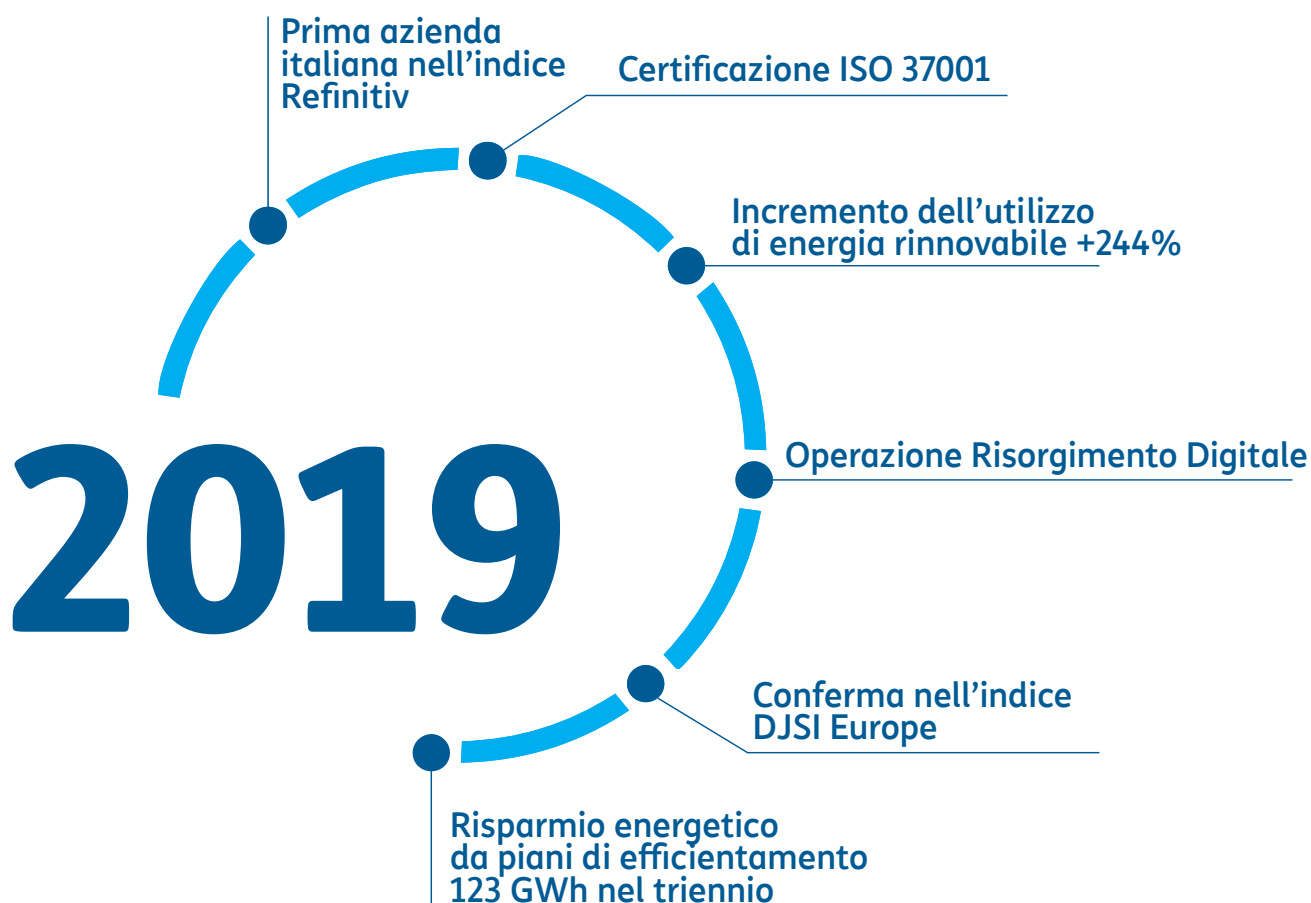 Prima azienda
italiana nell’indice
Refinitiv
Certificazione ISO 37001
Incremento dell’utilizzo
di energia rinnovabile +244%
2019
Operazione Risorgimento Digitale
Conferma nell’indice
DJSI Europe
Risparmio energetico
da piani di efficientamento
123 GWh nel triennio